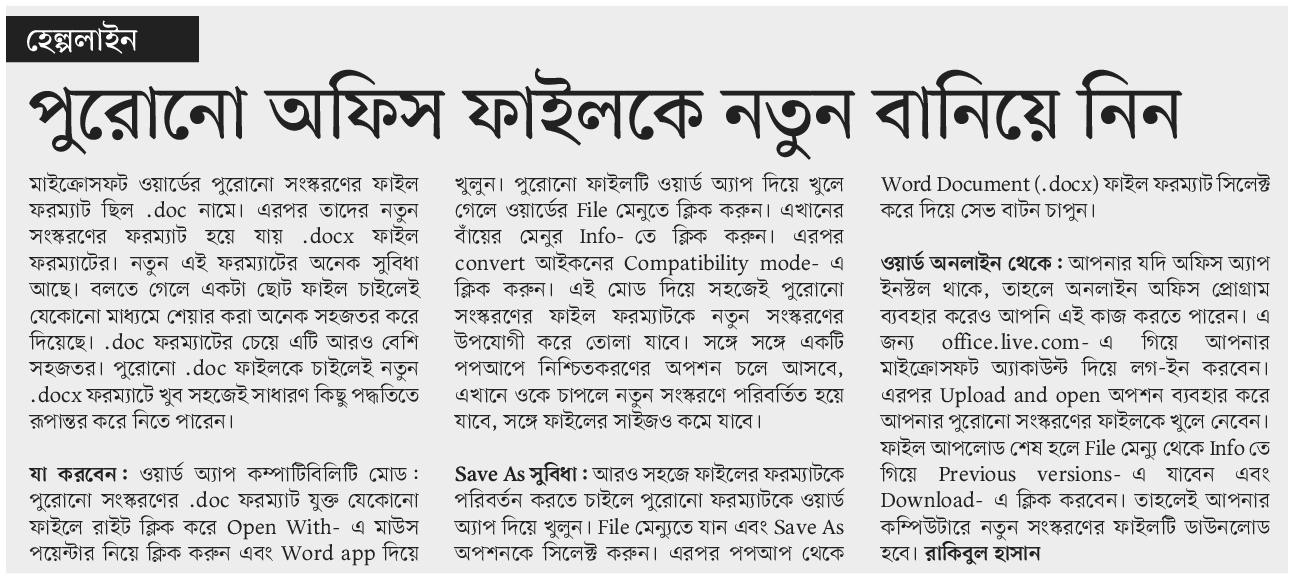 হেল্পলাইন
পুরোনো অফিস ফাইলকে নতুন বানিয়ে নিন
মাইক্রোসফট ওয়ার্ডের পুরোনো সংস্করণের ফাইল
ফরম্যাট ছিল .doc নামে। এরপর তাদের নতুন
সংস্করণের ফরম্যাট হয়ে যায় .docx ফাইল
ফরম্যাটের। নতুন এই ফরম্যাটের অনেক সুবিধা
আছে। বলতে গেলে একটা ছোট ফাইল চাইলেই
যেকোনো মাধ্যমে শেয়ার করা অনেক সহজতর করে
দিয়েছে। .doc ফরম্যাটের চেয়ে এটি আরও বেশি
সহজতর। পুরোনো .doc ফাইলকে চাইলেই নতুন
.docx ফরম্যাটে খুব সহজেই সাধারণ কিছু পদ্ধতিতে
রূপান্তর করে নিতে পারেন।
যা করবেন : ওয়ার্ড অ্যাপ কম্পাটিবিলিটি মোড :
পুরোনো সংস্করণের .doc ফরম্যাট যুক্ত যেকোনো
ফাইলে রাইট ক্লিক করে Open With- এ মাউস
পয়েন্টার নিয়ে ক্লিক করুন এবং Word app দিয়ে
খুলুন। পুরোনো ফাইলটি ওয়ার্ড অ্যাপ দিয়ে খুলে
গেলে ওয়ার্ডের File মেনুতে ক্লিক করুন। এখানের
বাঁয়ের মেনুর Info- তে ক্লিক করুন। এরপর
convert আইকনের Compatibility mode- এ
ক্লিক করুন। এই মোড দিয়ে সহজেই পুরোনো
সংস্করণের ফাইল ফরম্যাটকে নতুন সংস্করণের
উপযোগী করে তোলা যাবে। সঙ্গে সঙ্গে একটি
পপআপে নিশ্চিতকরণের অপশন চলে আসবে,
এখানে ওকে চাপলে নতুন সংস্করণে পরিবর্তিত হয়ে
যাবে, সঙ্গে ফাইলের সাইজও কমে যাবে।
Save As সুবিধা : আরও সহজে ফাইলের ফরম্যাটকে
পরিবর্তন করতে চাইলে পুরোনো ফরম্যাটকে ওয়ার্ড
অ্যাপ দিয়ে খুলুন। File মেন্যুতে যান এবং Save As
অপশনকে সিলেক্ট করুন। এরপর পপআপ থেকে
Word Document (.docx) ফাইল ফরম্যাট সিলেক্ট
করে দিয়ে সেভ বাটন চাপুন।
ওয়ার্ড অনলাইন থেকে : আপনার যদি অফিস অ্যাপ
ইনস্টল থাকে, তাহলে অনলাইন অফিস প্রোগ্রাম
ব্যবহার করেও আপনি এই কাজ করতে পারেন। এ
জন্য office.live.com- এ গিয়ে আপনার
মাইক্রোসফট অ্যাকাউন্ট দিয়ে লগ-ইন করবেন।
এরপর Upload and open অপশন ব্যবহার করে
আপনার পুরোনো সংস্করণের ফাইলকে খুলে নেবেন।
ফাইল আপলোড শেষ হলে File মেন্যু থেকে Info তে
গিয়ে Previous versions- এ যাবেন এবং
Download- এ ক্লিক করবেন। তাহলেই আপনার
কম্পিউটারে নতুন সংস্করণের ফাইলটি ডাউনলোড
হবে। রাকিবুল হাসান